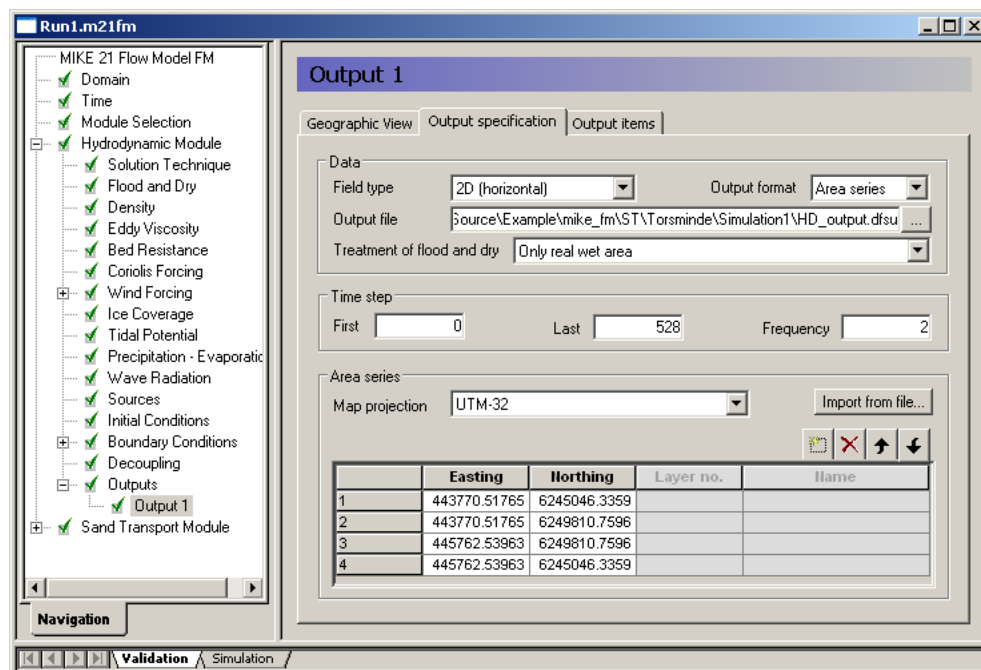 Run1.m21fm
MIKE 21 Flow Model FM
Domain
Time
Module Selection
Hydrodynamic Module
Solution Technique
Flood and Dry
Density
Eddy Viscosity
Bed Resistance
Coriolis Forcing
Wind Forcing
Ice Coverage
Tidal Potential
Precipitation - Evaporatio
Wave Radiation
Sources
Initial Conditions
Boundary Conditions
Decoupling
Outputs
Output 1
Sand Transport Module
Navigation
Output 1
Geographic View Output specification Output items
Data
Field type 2D (horizontal) Output format Area series
Output file Source\Example\mike_fm\ST\Torsminde\Simulation1\HD_output.dfsu ...
Treatment of flood and dry Only real wet area
Time step
First 0 Last 528 Frequency 2
Area series
Map projection UTM-32 Import from file...
Easting Northing Layer no. Name
1 443770.51765 6245046.3359
2 443770.51765 6249810.7596
3 445762.53963 6249810.7596
4 445762.53963 6245046.3359
Validation Simulation